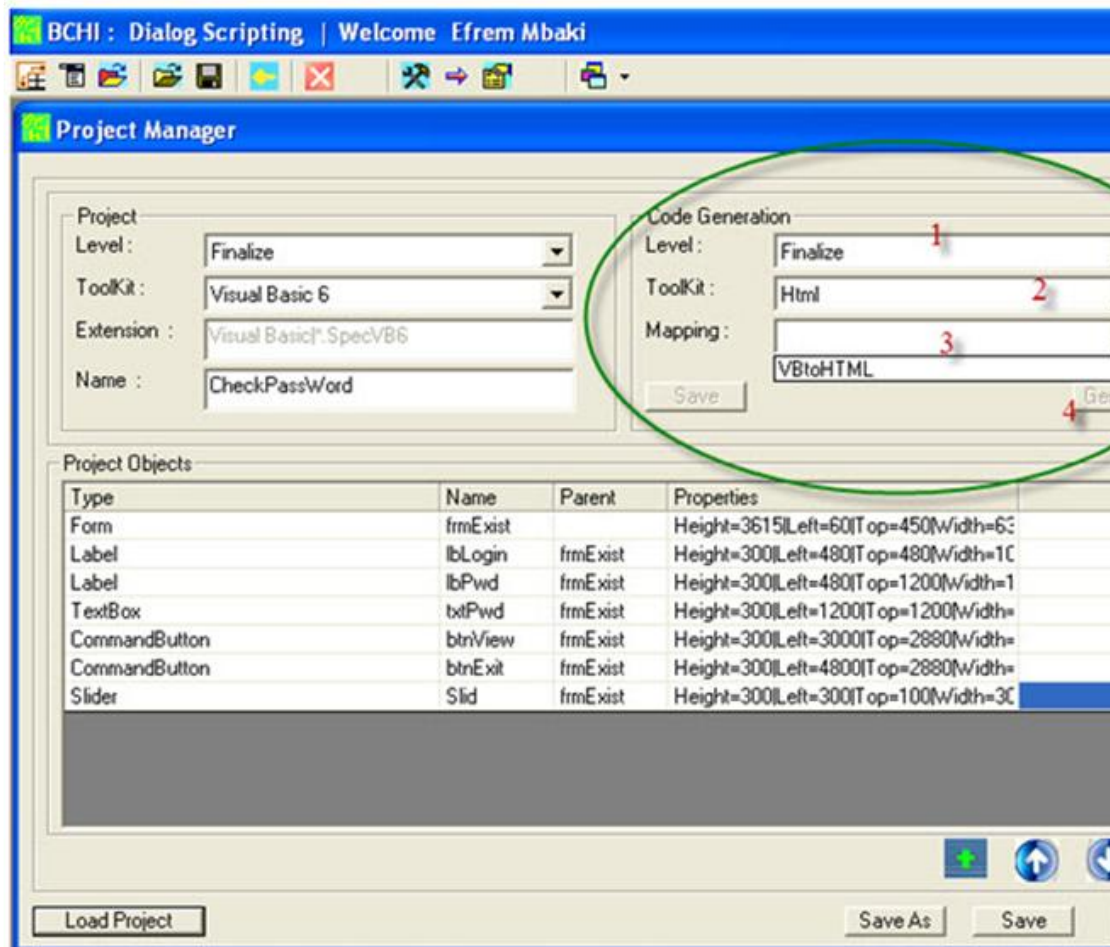 BCHI : Dialog Scripting | Welcome Efrem Mbaki
Project Manager
Project
Level : Finalize
ToolKit : Visual Basic 6
Extension : Visual Basic|*.SpecVB6
Name : CheckPassWord
Code Generation
Level : Finalize 1
ToolKit : Html 2
Mapping : 3
VBtoHTML
Save Ge 4
Project Objects
Type Name Parent Properties
Form frmExist Height=3615|Left=60|Top=450|Width=63
Label lbLogin frmExist Height=300|Left=480|Top=480|Width=10
Label lbPwd frmExist Height=300|Left=480|Top=1200|Width=1
TextBox txtPwd frmExist Height=300|Left=1200|Top=1200|Width=
CommandButton btnView frmExist Height=300|Left=3000|Top=2880|Width=
CommandButton btnExit frmExist Height=300|Left=4800|Top=2880|Width=
Slider Slid frmExist Height=300|Left=300|Top=100|Width=30
Load Project Save As Save